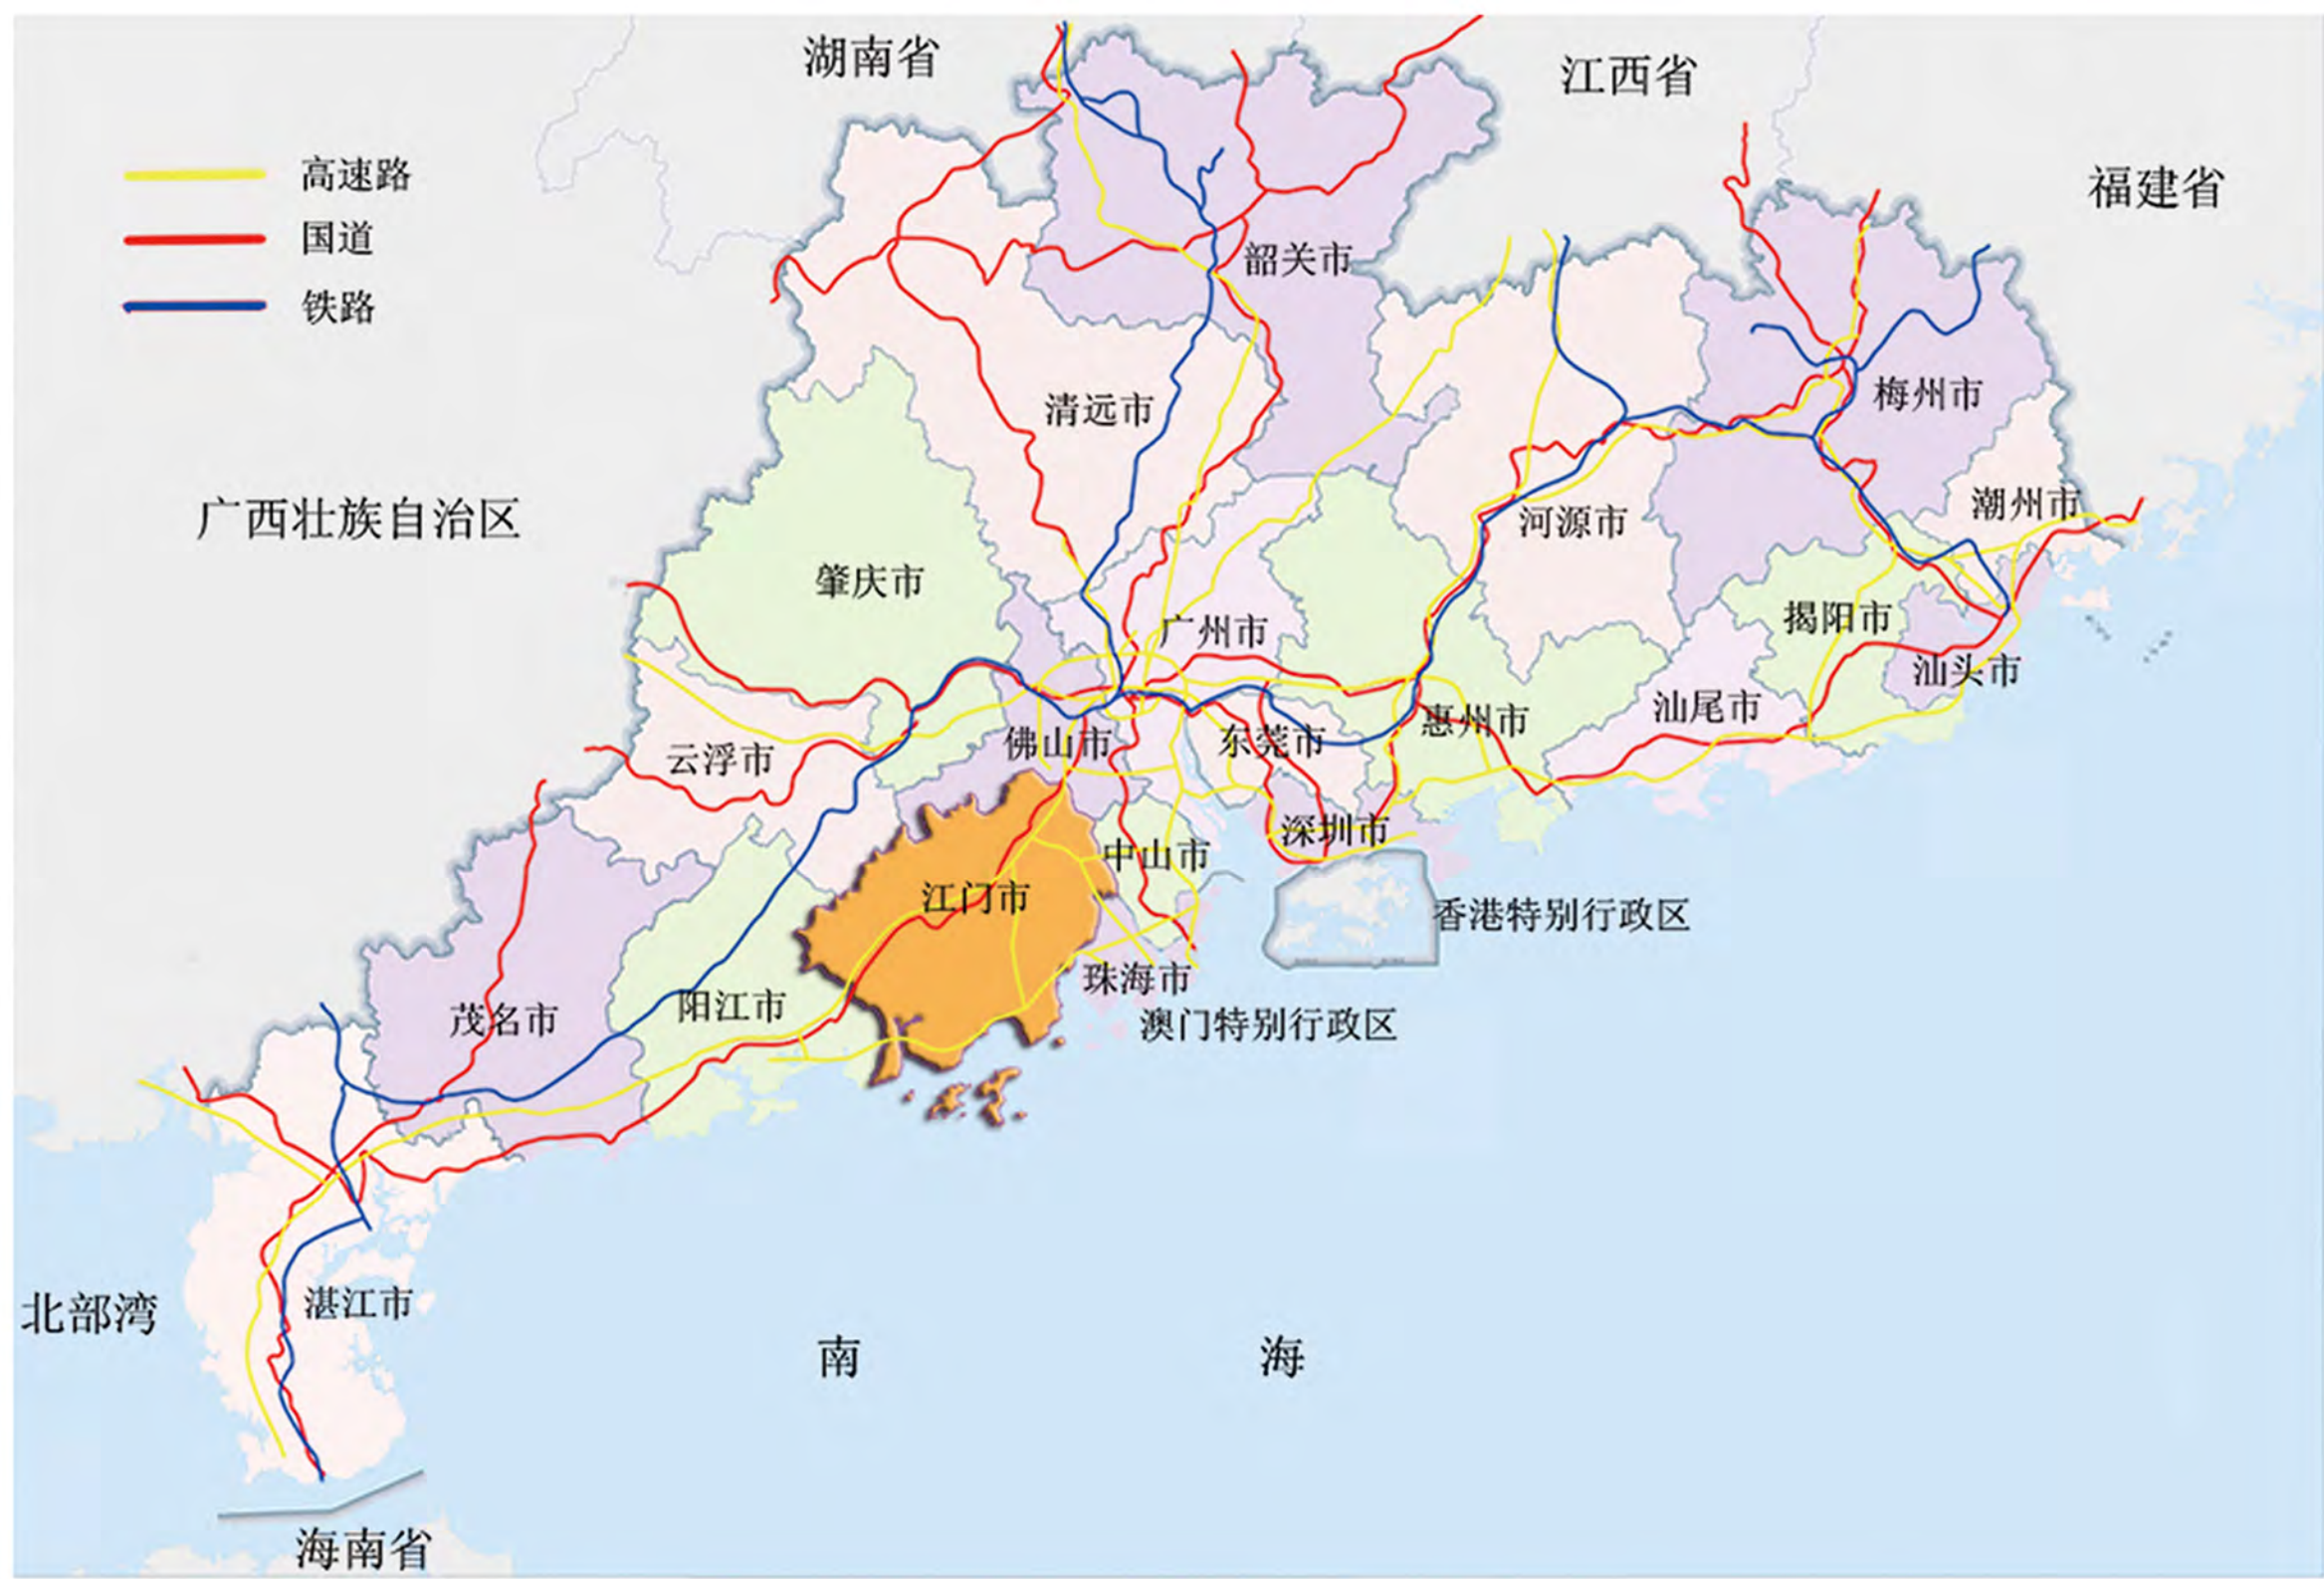 湖南省
江西省
福建省
高速路
国道
铁路
韶关市
清远市
梅州市
广西壮族自治区
潮州市
河源市
肇庆市
广州市
揭阳市
汕头市
汕尾市
惠州市
东莞市
佛山市
云浮市
深圳市
中山市
江门市
香港特别行政区
珠海市
阳江市
茂名市
澳门特别行政区
湛江市
北部湾
南海
海南省